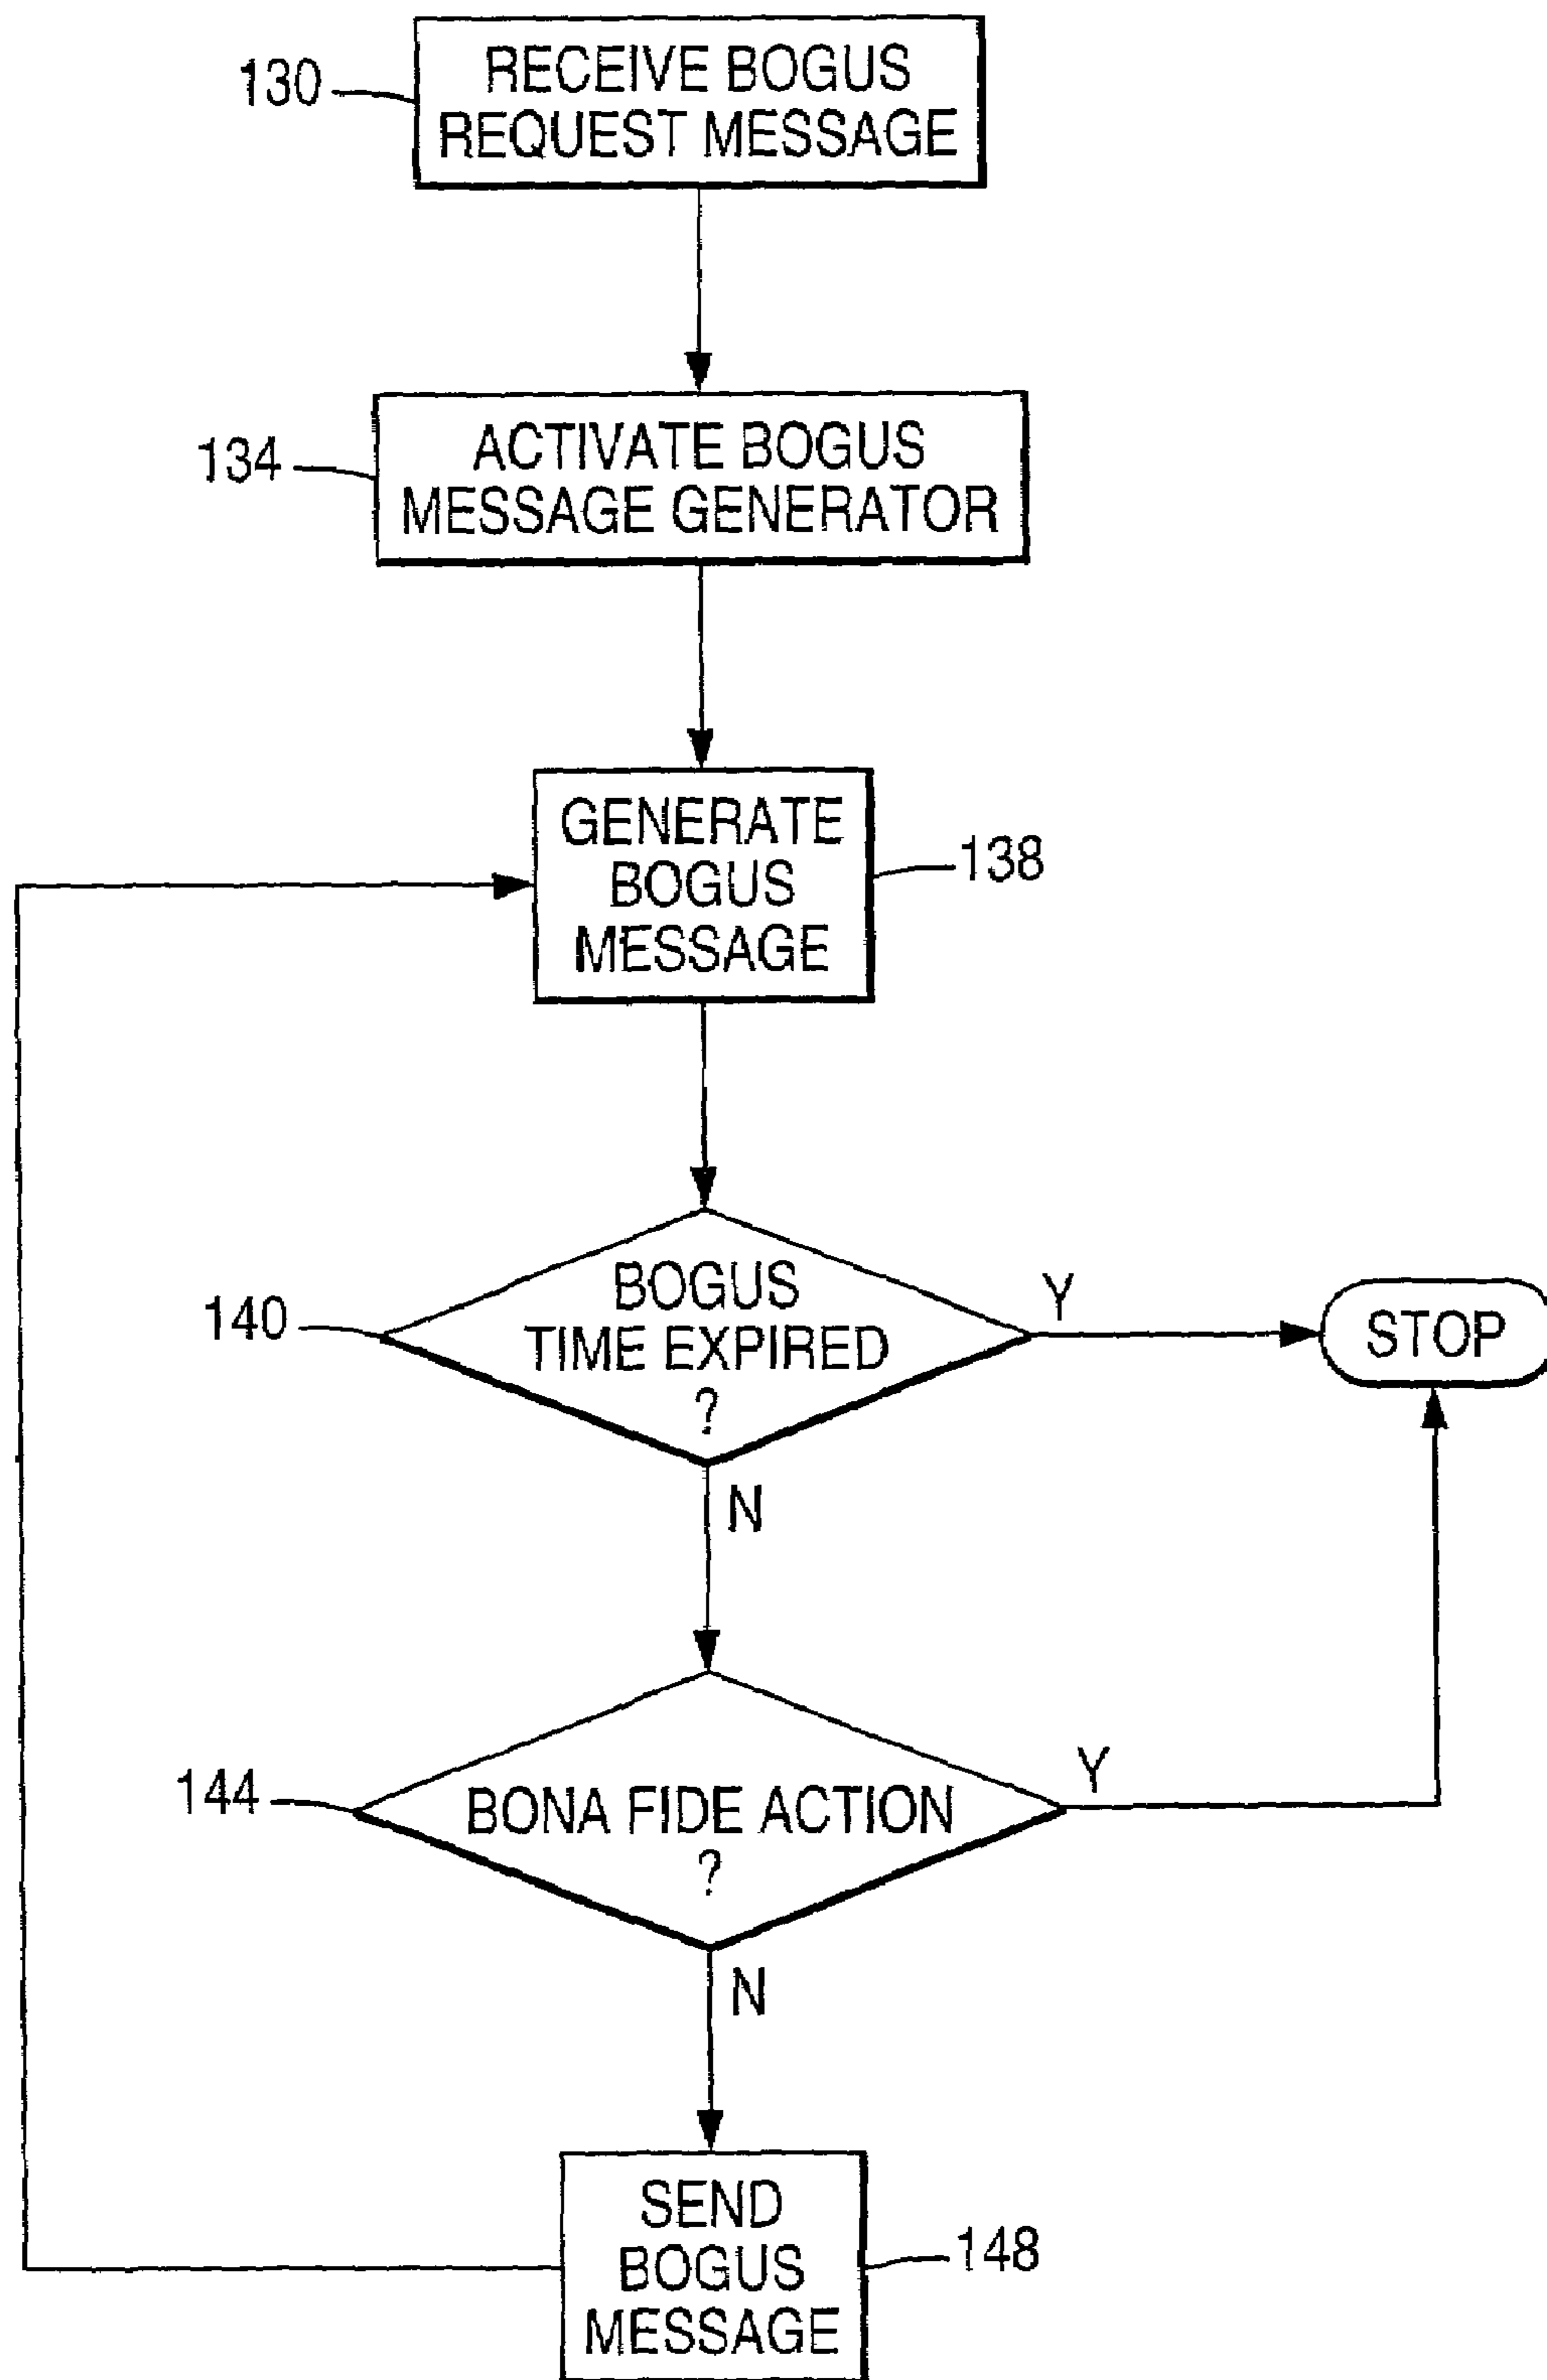 130
RECEIVE BOGUS
REQUEST MESSAGE
134
ACTIVATE BOGUS
MESSAGE GENERATOR
GENERATE
BOGUS
MESSAGE
138
140
BOGUS
TIME EXPIRED
?
Y
STOP
N
144
BONA FIDE ACTION
?
Y
N
SEND
BOGUS
MESSAGE
148